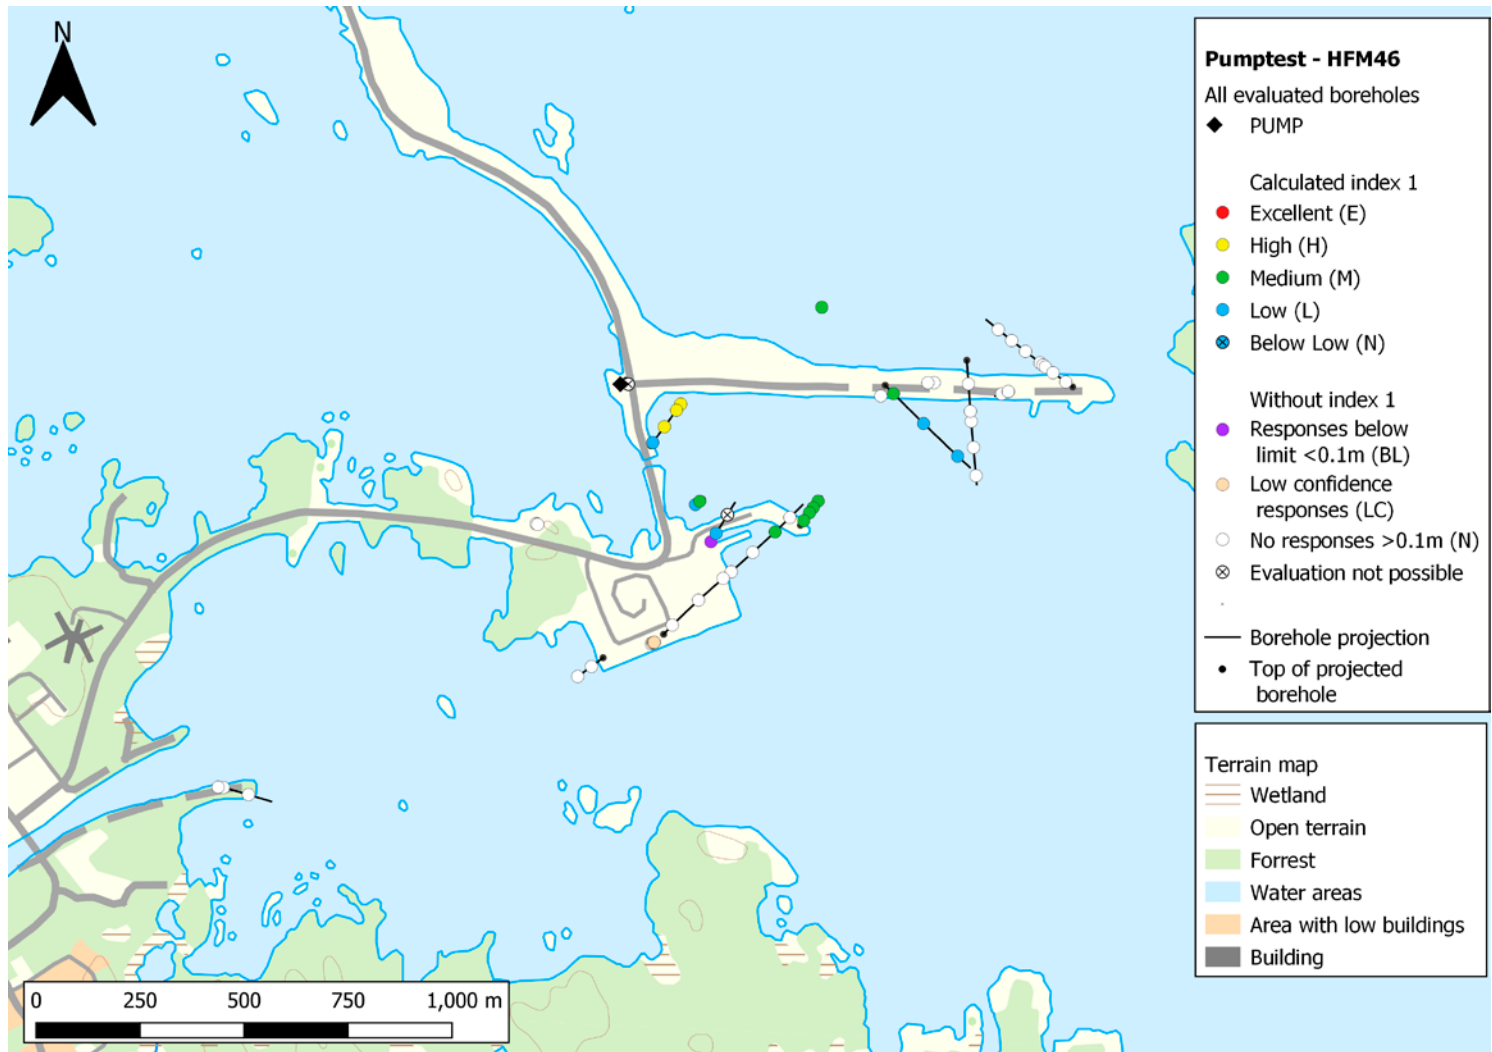 N
Pumptest - HFM46
All evaluated boreholes
PUMP
Calculated index 1
Excellent (E)
High (H)
Medium (M)
Low (L)
Below Low (N)
Without index 1
Responses below
limit <0.1m (BL)
Low confidence
responses (LC)
No responses >0.1m (N)
Evaluation not possible
Borehole projection
Top of projected
borehole
Terrain map
Wetland
Open terrain
Forrest
Water areas
Area with low buildings
Building
0 250 500 750 1,000 m